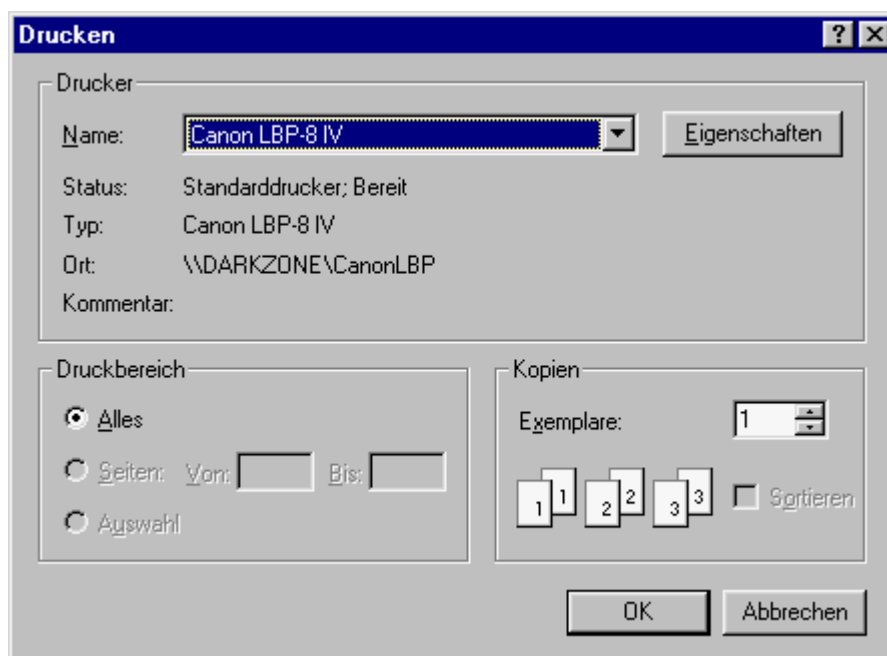 Drucken
Drucker
Name: Canon LBP-8 IV Eigenschaften
Status: Standarddrucker; Bereit
Typ: Canon LBP-8 IV
Ort: \\DARKZONE\CanonLBP
Kommentar:
Druckbereich
Alles
Seiten: Von: Bis:
Auswahl
Kopien
Exemplare: 1
1 1 2 2 3 3 Sortieren
OK Abbrechen